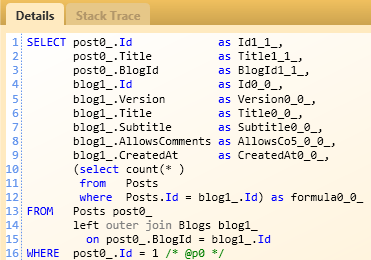 Details Stack Trace
1 SELECT post0_.Id as Id1_1_,
2 post0_.Title as Title1_1_,
3 post0_.BlogId as BlogId1_1_,
4 blog1_.Id as Id0_0_,
5 blog1_.Version as Version0_0_,
6 blog1_.Title as Title0_0_,
7 blog1_.Subtitle as Subtitle0_0_,
8 blog1_.AllowsComments as AllowsCo5_0_0_,
9 blog1_.CreatedAt as CreatedAt0_0_,
10 (select count(* )
11 from Posts
12 where Posts.Id = blog1_.Id) as formula0_0_
13 FROM Posts post0_
14 left outer join Blogs blog1_
15 on post0_.BlogId = blog1_.Id
16 WHERE post0_.Id = 1 /* @p0 */